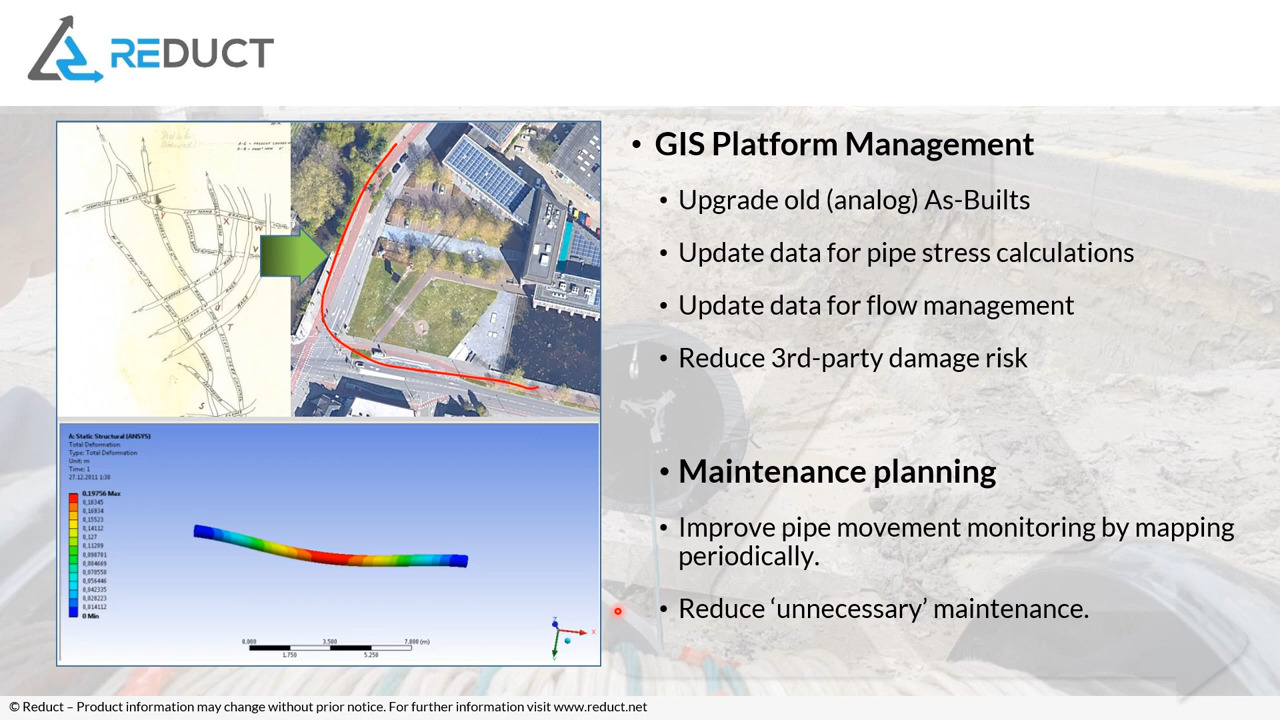 REDUCT
GIS Platform Management
Upgrade old (analog) As-Builts
Update data for pipe stress calculations
Update data for flow management
Reduce 3rd-party damage risk
Maintenance planning
Improve pipe movement monitoring by mapping
periodically.
Reduce ‘unnecessary’ maintenance.
A: Static Structural (ANSYS)
Total Deformation
Type: Total Deformation
Unit: m
Time: 1
27.12.2011 1:38
0,19756 Max
0,18345
0,16934
0,15523
0,14112
0,127
0,11289
0,098781
0,084669
0,070558
0,056446
0,042335
0,028223
0,014112
0 Min
0.000
3.500
7.000 (m)
1.750
5.250
Z
X
© Reduct – Product information may change without prior notice. For further information visit www.reduct.net